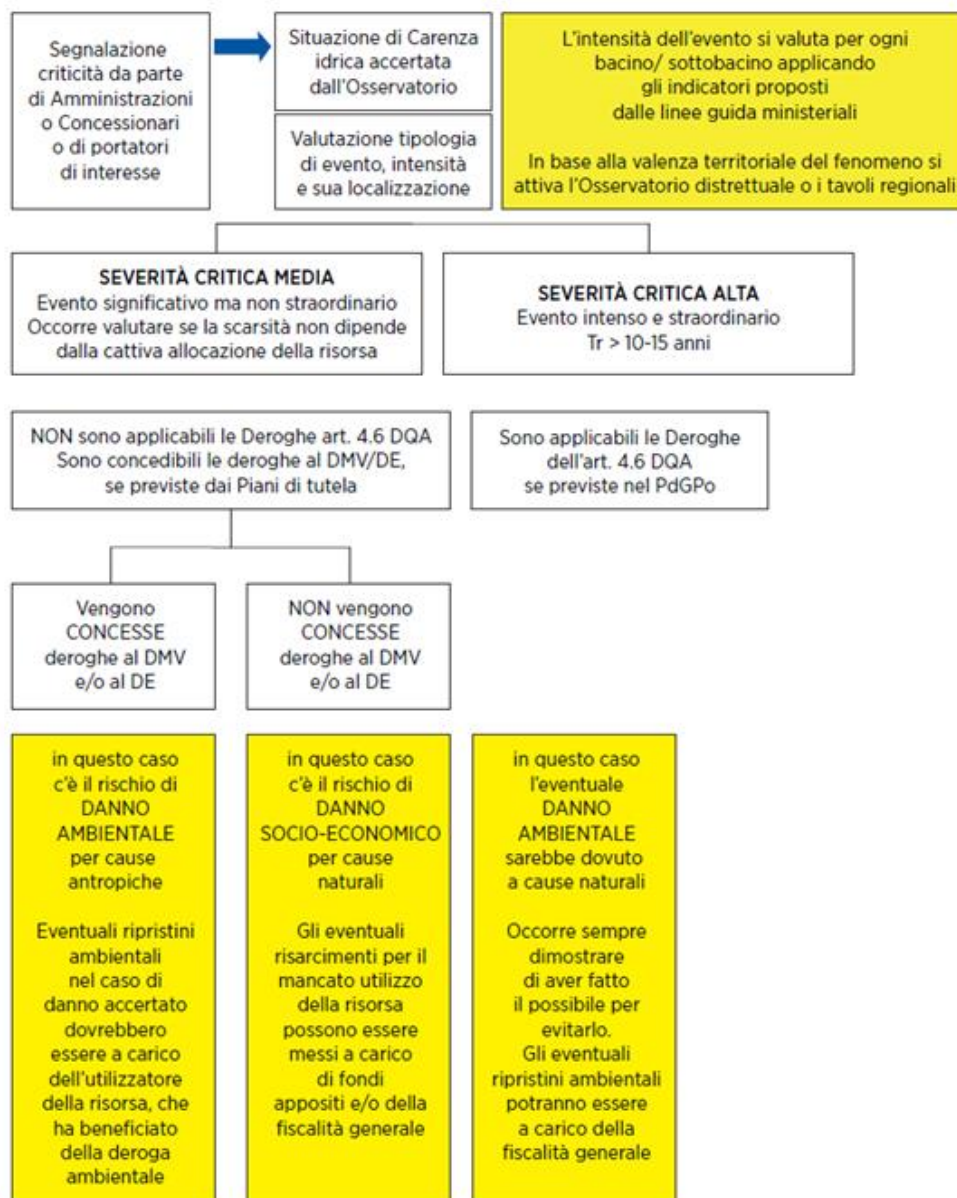 Segnalazione
criticità da parte
di Amministrazioni
o Concessionari
o di portatori
di interesse
Situazione di Carenza
idrica accertata
dall'Osservatorio
Valutazione tipologia
di evento, intensità
e sua localizzazione
L'intensità dell'evento si valuta per ogni
bacino/ sottobacino applicando
gli indicatori proposti
dalle linee guida ministeriali
In base alla valenza territoriale del fenomeno si
attiva l'Osservatorio distrettuale o i tavoli regionali
SEVERITÀ CRITICA MEDIA
Evento significativo ma non straordinario
Occorre valutare se la scarsità non dipende
dalla cattiva allocazione della risorsa
SEVERITÀ CRITICA ALTA
Evento intenso e straordinario
Tr > 10-15 anni
NON sono applicabili le Deroghe art. 4.6 DQA
Sono concedibili le deroghe al DMV/DE,
se previste dai Piani di tutela
Sono applicabili le Deroghe
dell'art. 4.6 DQA
se previste nel PdGPo
Vengono
CONCESSE
deroghe al DMV
e/o al DE
NON vengono
CONCESSE
deroghe al DMV
e/o al DE
in questo caso
c'è il rischio di
DANNO
AMBIENTALE
per cause
antropiche
Eventuali ripristini
ambientali
nel caso di
danno accertato
dovrebbero
essere a carico
dell'utilizzatore
della risorsa, che
ha beneficiato
della deroga
ambientale
in questo caso
c'è il rischio di
DANNO
SOCIO-ECONOMICO
per cause
naturali
Gli eventuali
risarcimenti per il
mancato utilizzo
della risorsa
possono essere
messi a carico
di fondi
appositi e/o della
fiscalità generale
in questo caso
l'eventuale
DANNO
AMBIENTALE
sarebbe dovuto
a cause naturali
Occorre sempre
dimostrare
di aver fatto
il possibile per
evitarlo.
Gli eventuali
ripristini ambientali
potranno essere
a carico della
fiscalità generale